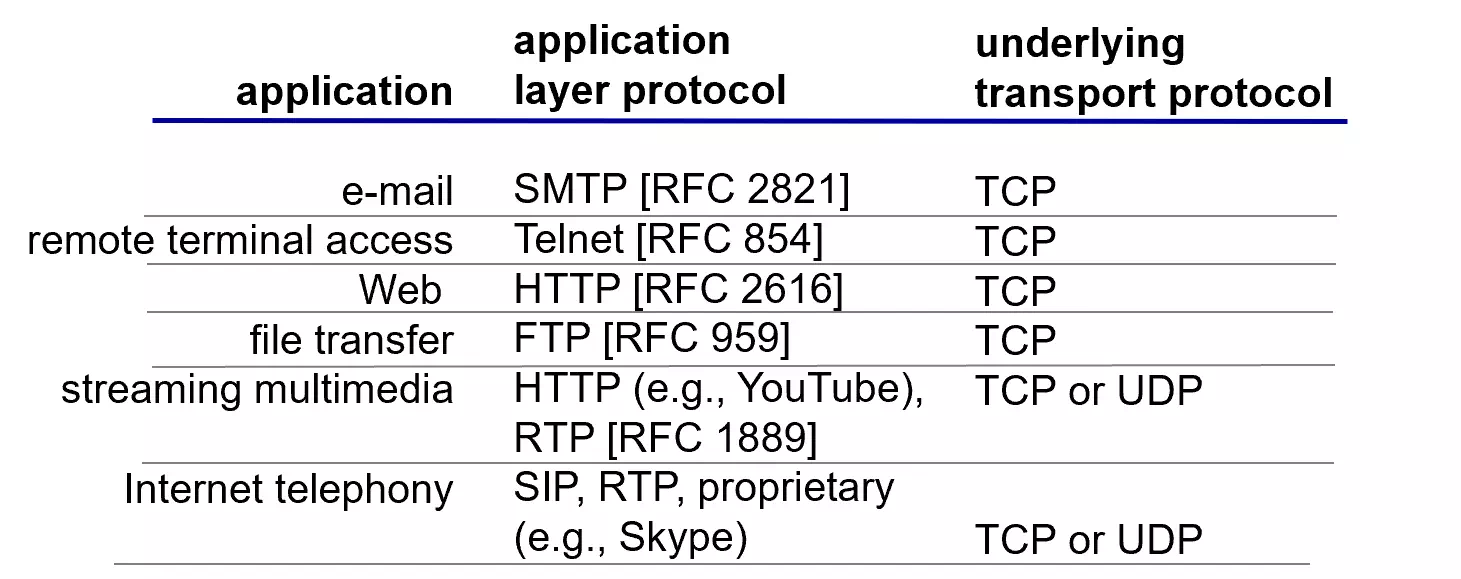 application
application layer protocol
underlying transport protocol
e-mail SMTP [RFC 2821] TCP
remote terminal access Telnet [RFC 854] TCP
Web HTTP [RFC 2616] TCP
file transfer FTP [RFC 959] TCP
streaming multimedia HTTP (e.g., YouTube), TCP or UDP
RTP [RFC 1889]
Internet telephony SIP, RTP, proprietary
(e.g., Skype) TCP or UDP